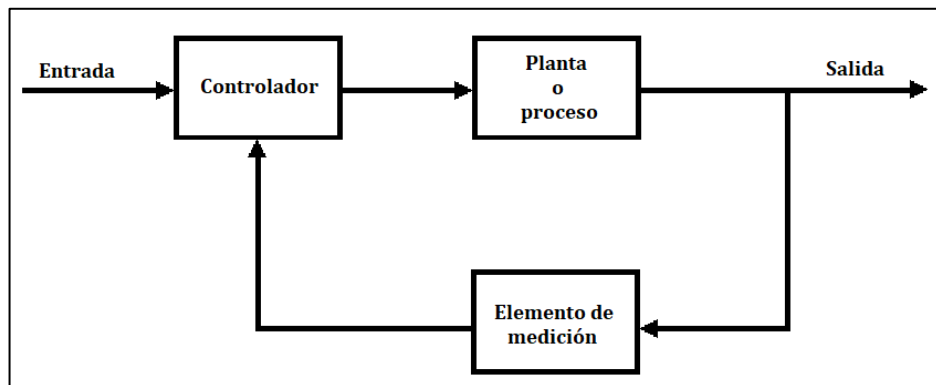 Entrada
Controlador
Planta
o
proceso
Salida
Elemento de
medición